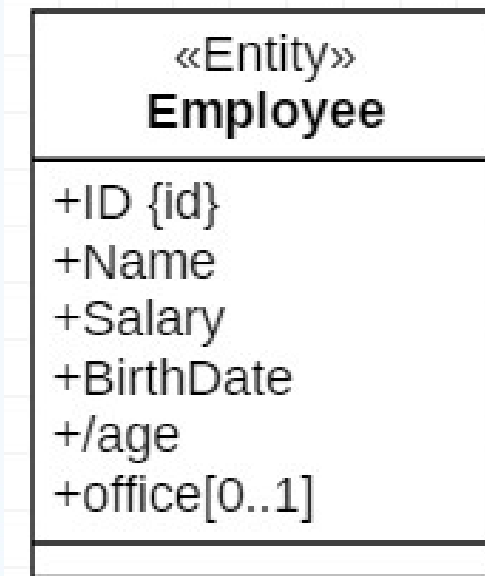 «Entity»
Employee
+ID {id}
+Name
+Salary
+BirthDate
+/age
+office[0..1]